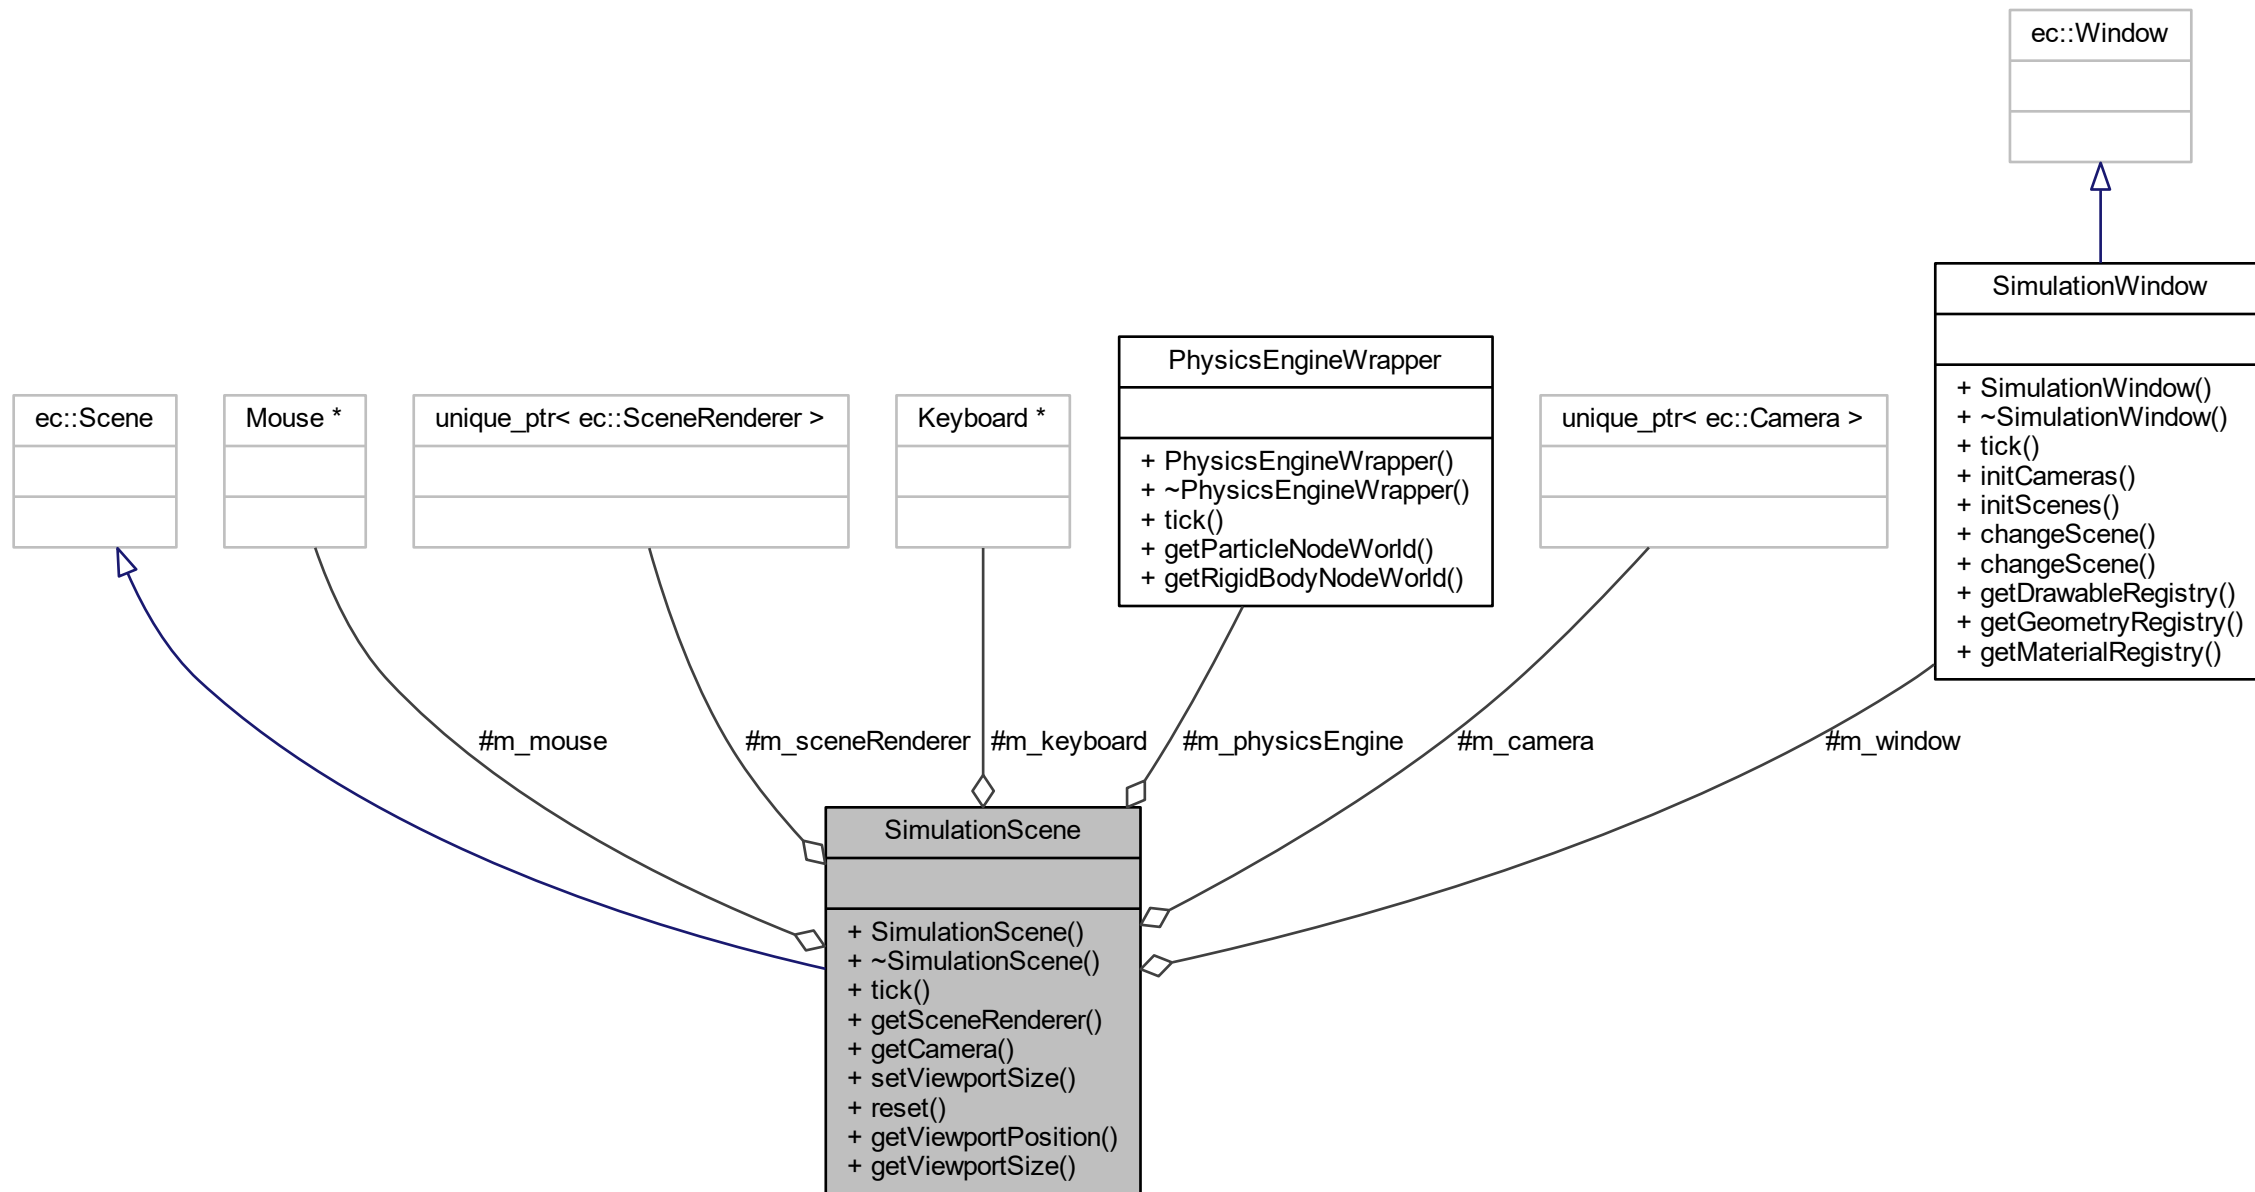 ec::Window
SimulationWindow
+ SimulationWindow()
+ ~SimulationWindow()
+ tick()
+ initCameras()
+ initScenes()
+ changeScene()
+ changeScene()
+ getDrawableRegistry()
+ getGeometryRegistry()
+ getMaterialRegistry()
PhysicsEngineWrapper
+ PhysicsEngineWrapper()
+ ~PhysicsEngineWrapper()
+ tick()
+ getParticleNodeWorld()
+ getRigidBodyNodeWorld()
ec::Scene
Mouse *
unique_ptr< ec::SceneRenderer >
Keyboard *
unique_ptr< ec::Camera >
#m_mouse
#m_sceneRenderer
#m_keyboard
#m_physicsEngine
#m_camera
#m_window
SimulationScene
+ SimulationScene()
+ ~SimulationScene()
+ tick()
+ getSceneRenderer()
+ getCamera()
+ setViewportSize()
+ reset()
+ getViewportPosition()
+ getViewportSize()